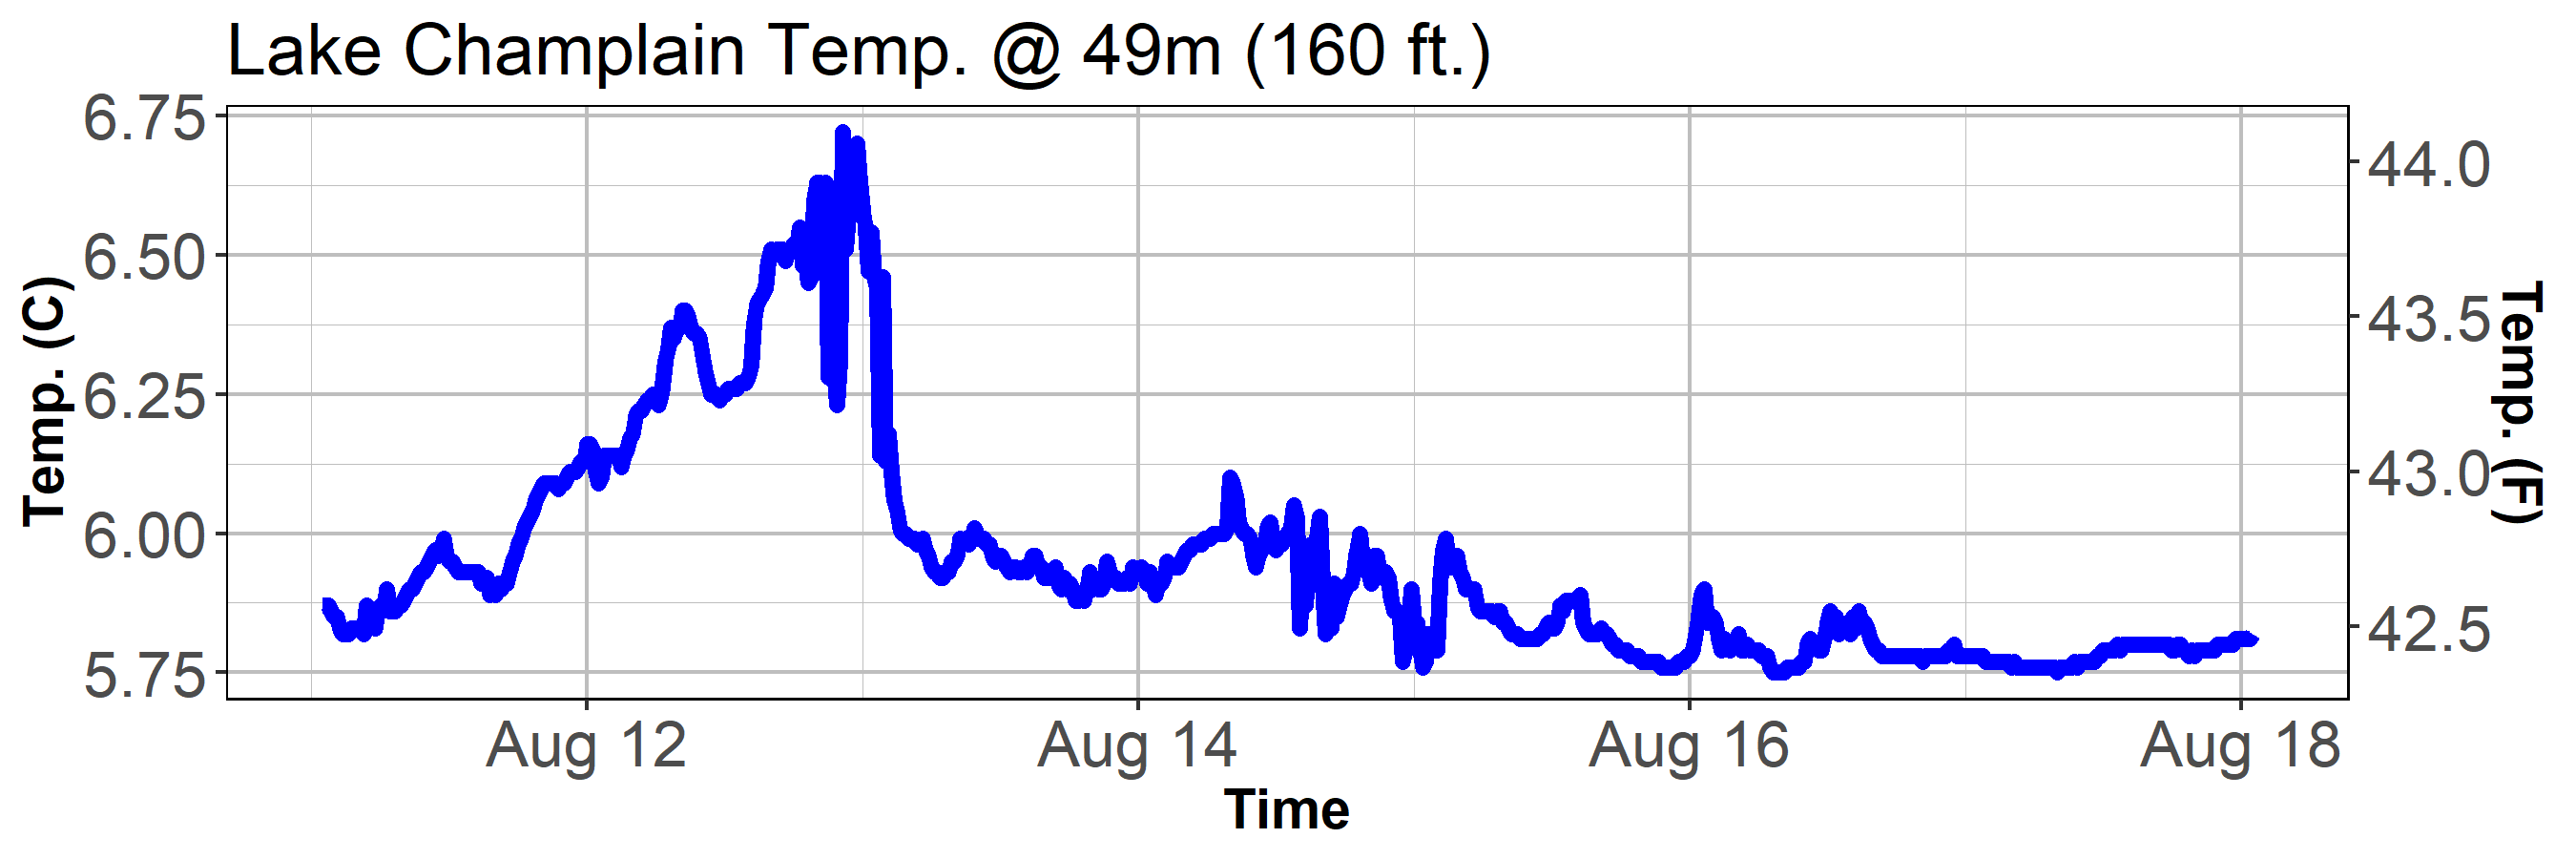 Lake Champlain Temp. @ 49m (160 ft.)
6.75
6.50
6.25
6.00
5.75
Temp. (C)
44.0
43.5
43.0
42.5
Temp. (F)
Aug 12 Aug 14 Aug 16 Aug 18
Time